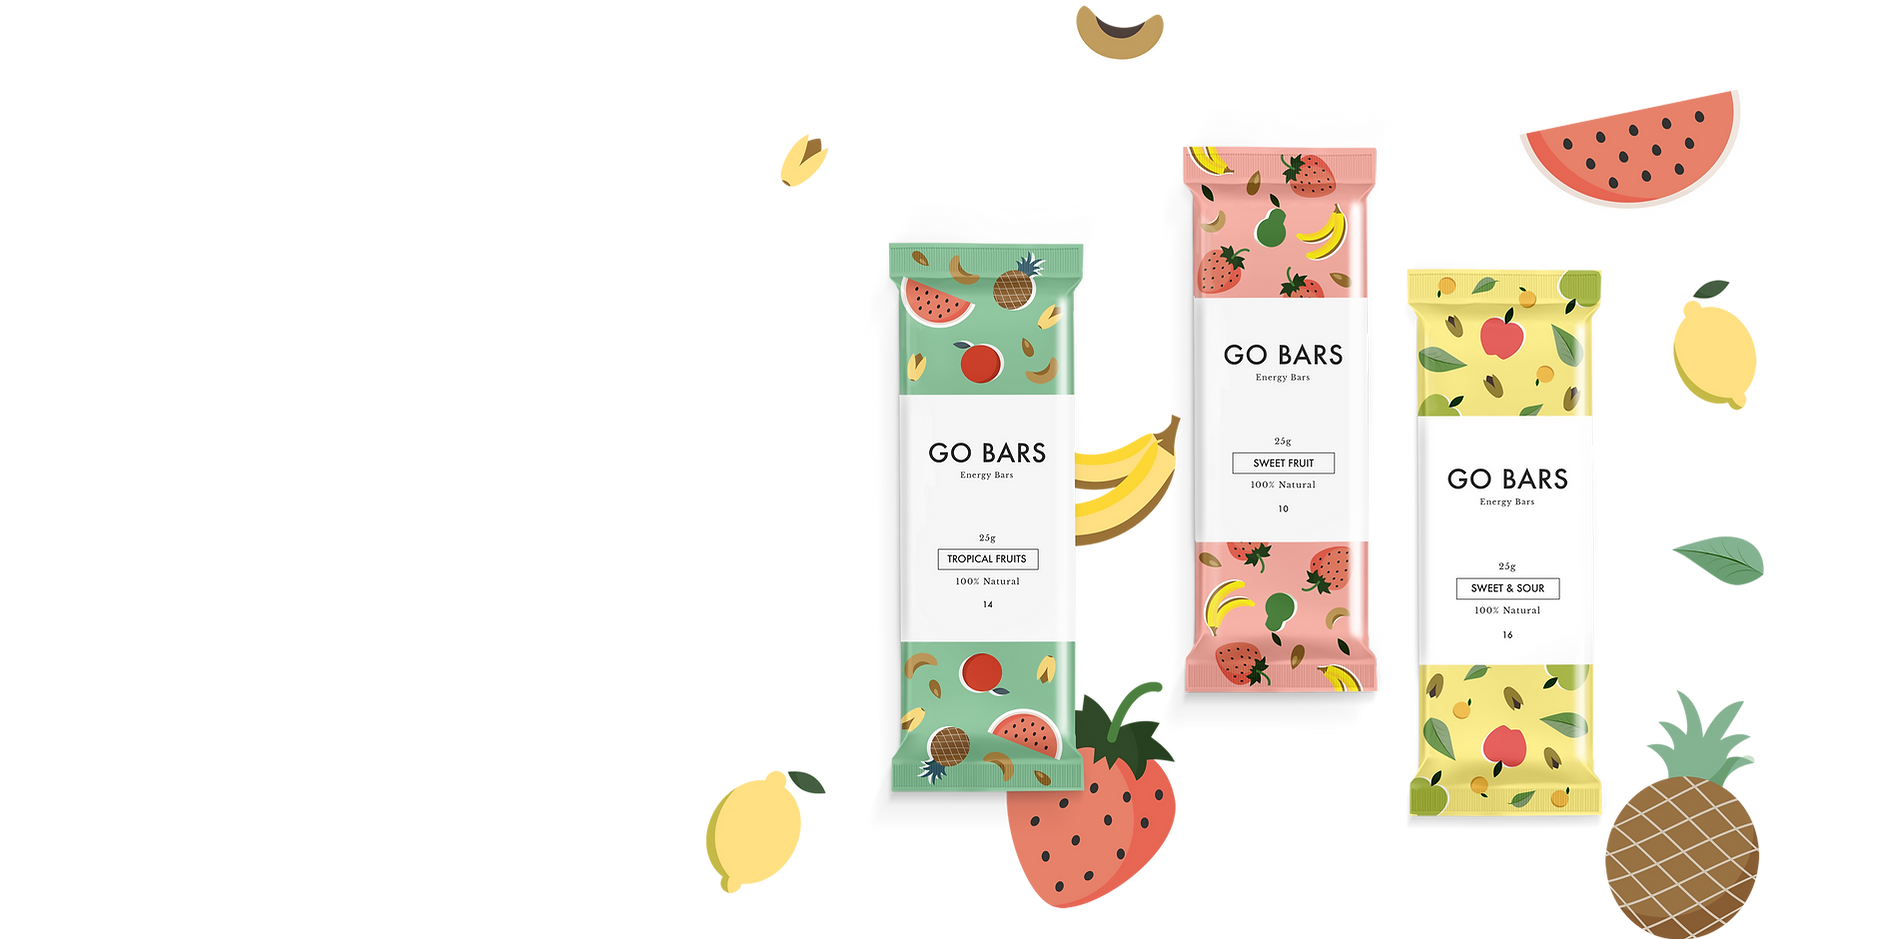 GO BARS
Energy Bars
25g
TROPICAL FRUITS
100% Natural
14
GO BARS
Energy Bars
25g
SWEET FRUIT
100% Natural
10
GO BARS
Energy Bars
25g
SWEET & SOUR
100% Natural
16